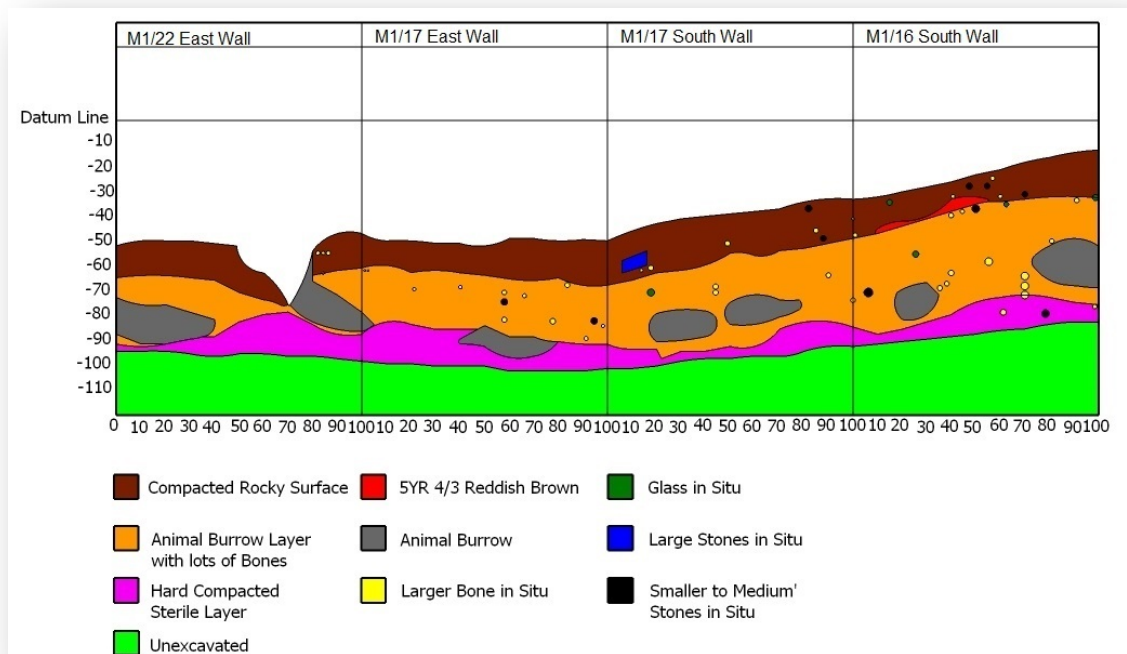 M1/22 East Wall M1/17 East Wall M1/17 South Wall M1/16 South Wall
Datum Line
-10
-20
-30
-40
-50
-60
-70
-80
-90
-100
-110
0 10 20 30 40 50 60 70 80 90 100 10 20 30 40 50 60 70 80 90 100 10 20 30 40 50 60 70 80 90 100 10 20 30 40 50 60 70 80 90 100
Compacted Rocky Surface 5YR 4/3 Reddish Brown Glass in Situ
Animal Burrow Layer Animal Burrow Large Stones in Situ
with lots of Bones
Hard Compacted Larger Bone in Situ Smaller to Medium'
Sterile Layer Stones in Situ
Unexcavated